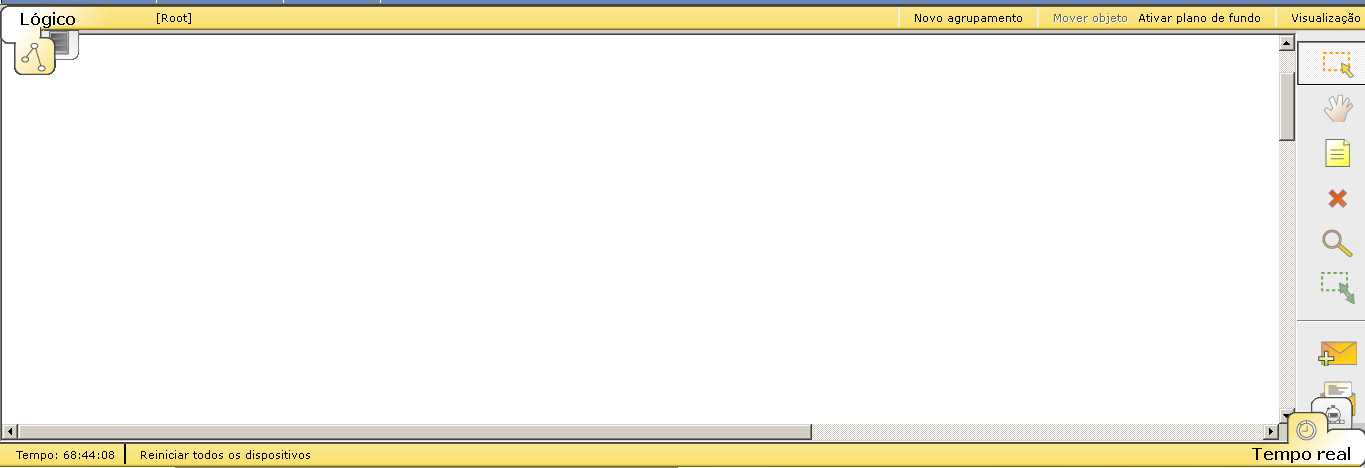 Lógico [Root] Novo agrupamento Mover objeto Ativar plano de fundo Visualização
Tempo: 68:44:08 Reiniciar todos os dispositivos Tempo real